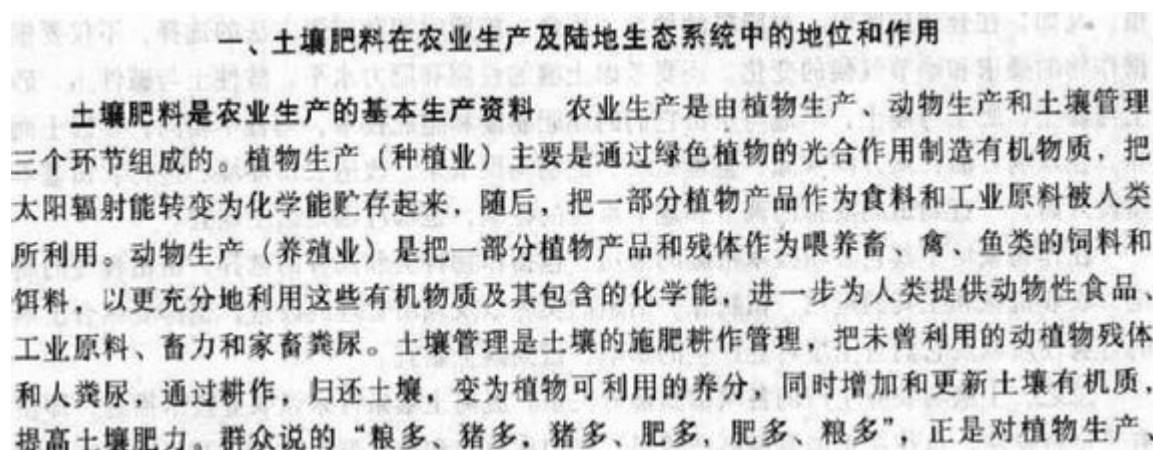 一、土壤肥料在农业生产及陆地生态系统中的地位和作用
土壤肥料是农业生产的基本生产资料 农业生产是由植物生产、动物生产和土壤管理
三个环节组成的。植物生产（种植业）主要是通过绿色植物的光合作用制造有机物质，把
太阳辐射能转变为化学能贮存起来，随后，把一部分植物产品作为食料和工业原料被人类
所利用。动物生产（养殖业）是把一部分植物产品和残体作为喂养畜、禽、鱼类的饲料和
饵料，以更充分地利用这些有机物质及其包含的化学能，进一步为人类提供动物性食品、
工业原料、畜力和家畜粪尿。土壤管理是土壤的施肥耕作管理，把未曾利用的动植物残体
和人粪尿，通过耕作，归还土壤，变为植物可利用的养分，同时增加和更新土壤有机质，
提高土壤肥力。群众说的“粮多、猪多，猪多、肥多，肥多、粮多”，正是对植物生产、